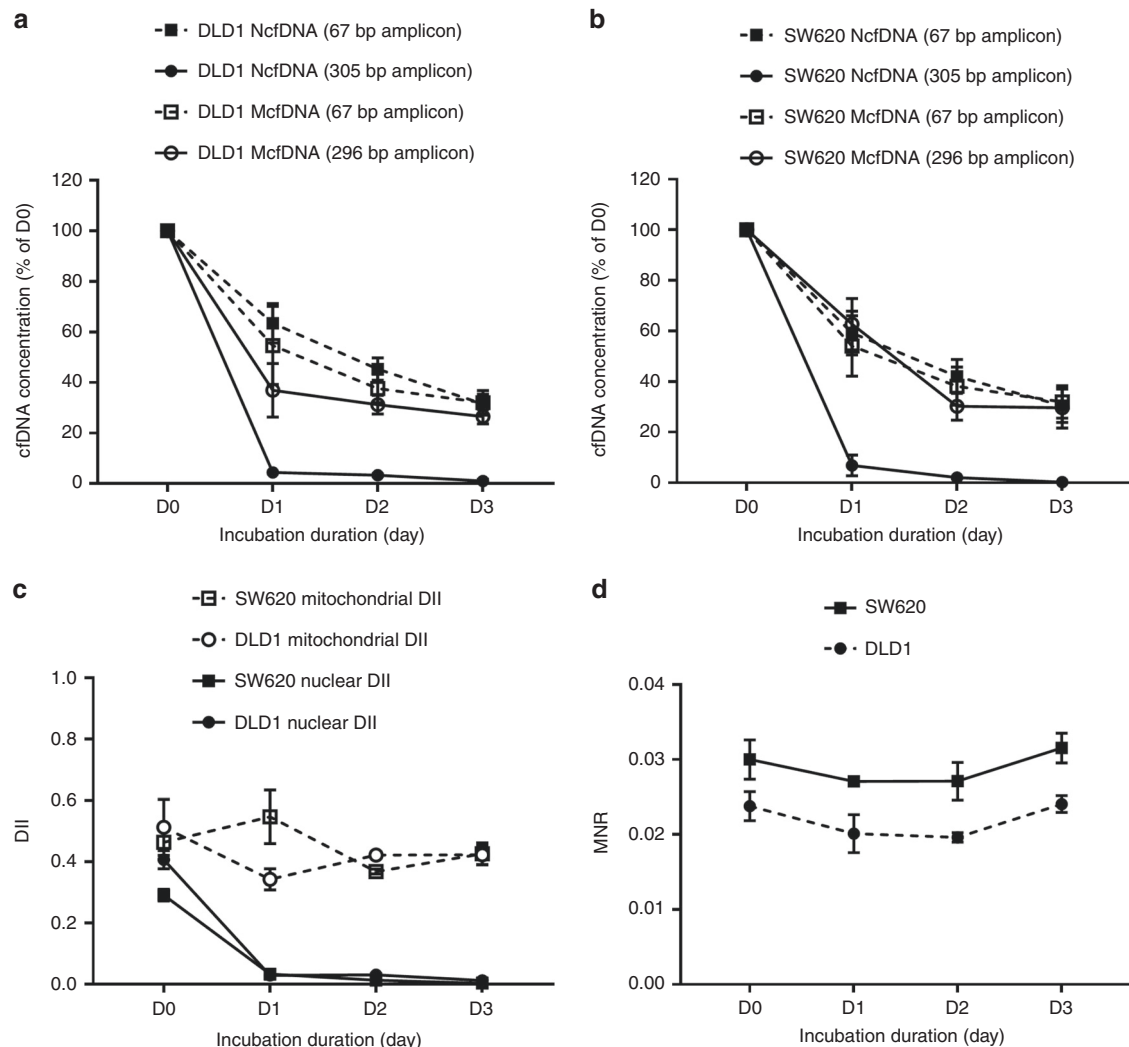 a
DLD1 NcfDNA (67 bp amplicon)
DLD1 NcfDNA (305 bp amplicon)
DLD1 McfDNA (67 bp amplicon)
DLD1 McfDNA (296 bp amplicon)
cfDNA concentration (% of D0)
120
100
80
60
40
20
0
D0 D1 D2 D3
Incubation duration (day)
b
SW620 NcfDNA (67 bp amplicon)
SW620 NcfDNA (305 bp amplicon)
SW620 McfDNA (67 bp amplicon)
SW620 McfDNA (296 bp amplicon)
cfDNA concentration (% of D0)
120
100
80
60
40
20
0
D0 D1 D2 D3
Incubation duration (day)
c
SW620 mitochondrial DII
DLD1 mitochondrial DII
SW620 nuclear DII
DLD1 nuclear DII
DII
1.0
0.8
0.6
0.4
0.2
0.0
D0 D1 D2 D3
Incubation duration (day)
d
SW620
DLD1
MNR
0.04
0.03
0.02
0.01
0.00
D0 D1 D2 D3
Incubation duration (day)